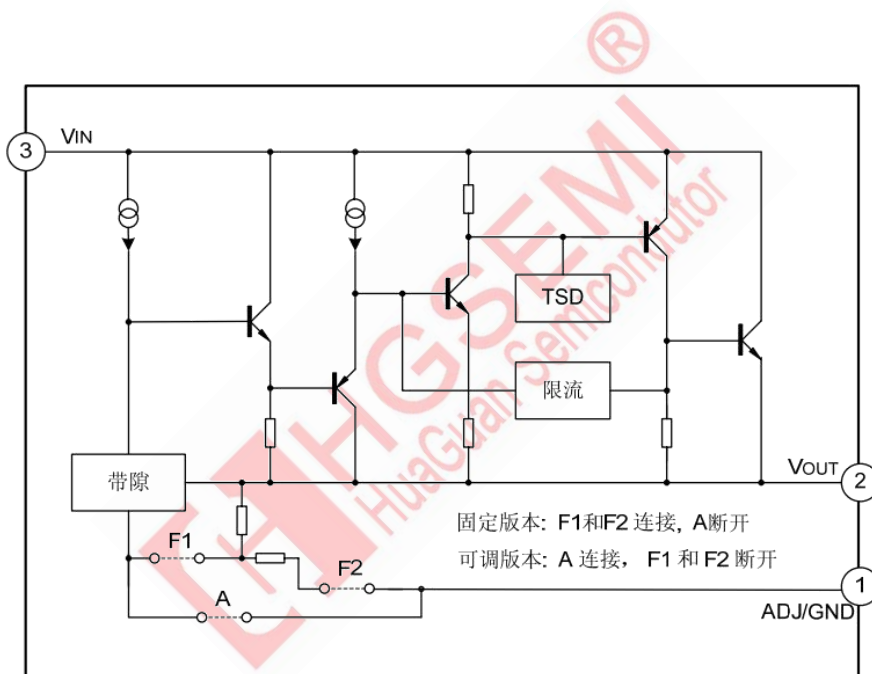 ®
HGSEMI
HuaGuan Semiconjutor
3
VIN
TSD
限流
带隙
VOUT
2
固定版本: F1和F2 连接, A断开
可调版本: A 连接, F1 和 F2 断开
F1
F2
A
1
ADJ/GND